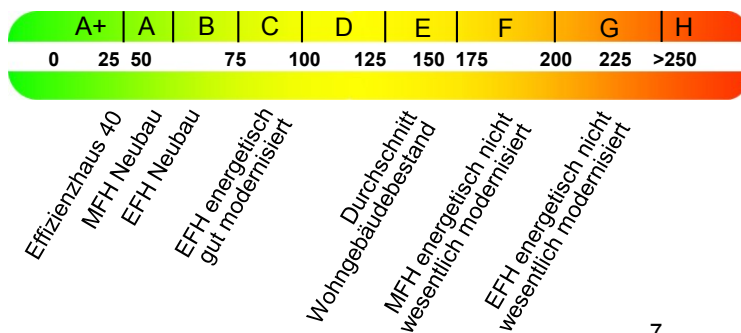 A+ A B C D E F G H
0 25 50 75 100 125 150 175 200 225 >250
Effizienzhaus 40
MFH Neubau
EFH Neubau
EFH energetisch
gut modernisiert
Durchschnitt
Wohngebäudebestand
MFH energetisch nicht
wesentlich modernisiert
EFH energetisch nicht
wesentlich modernisiert
7